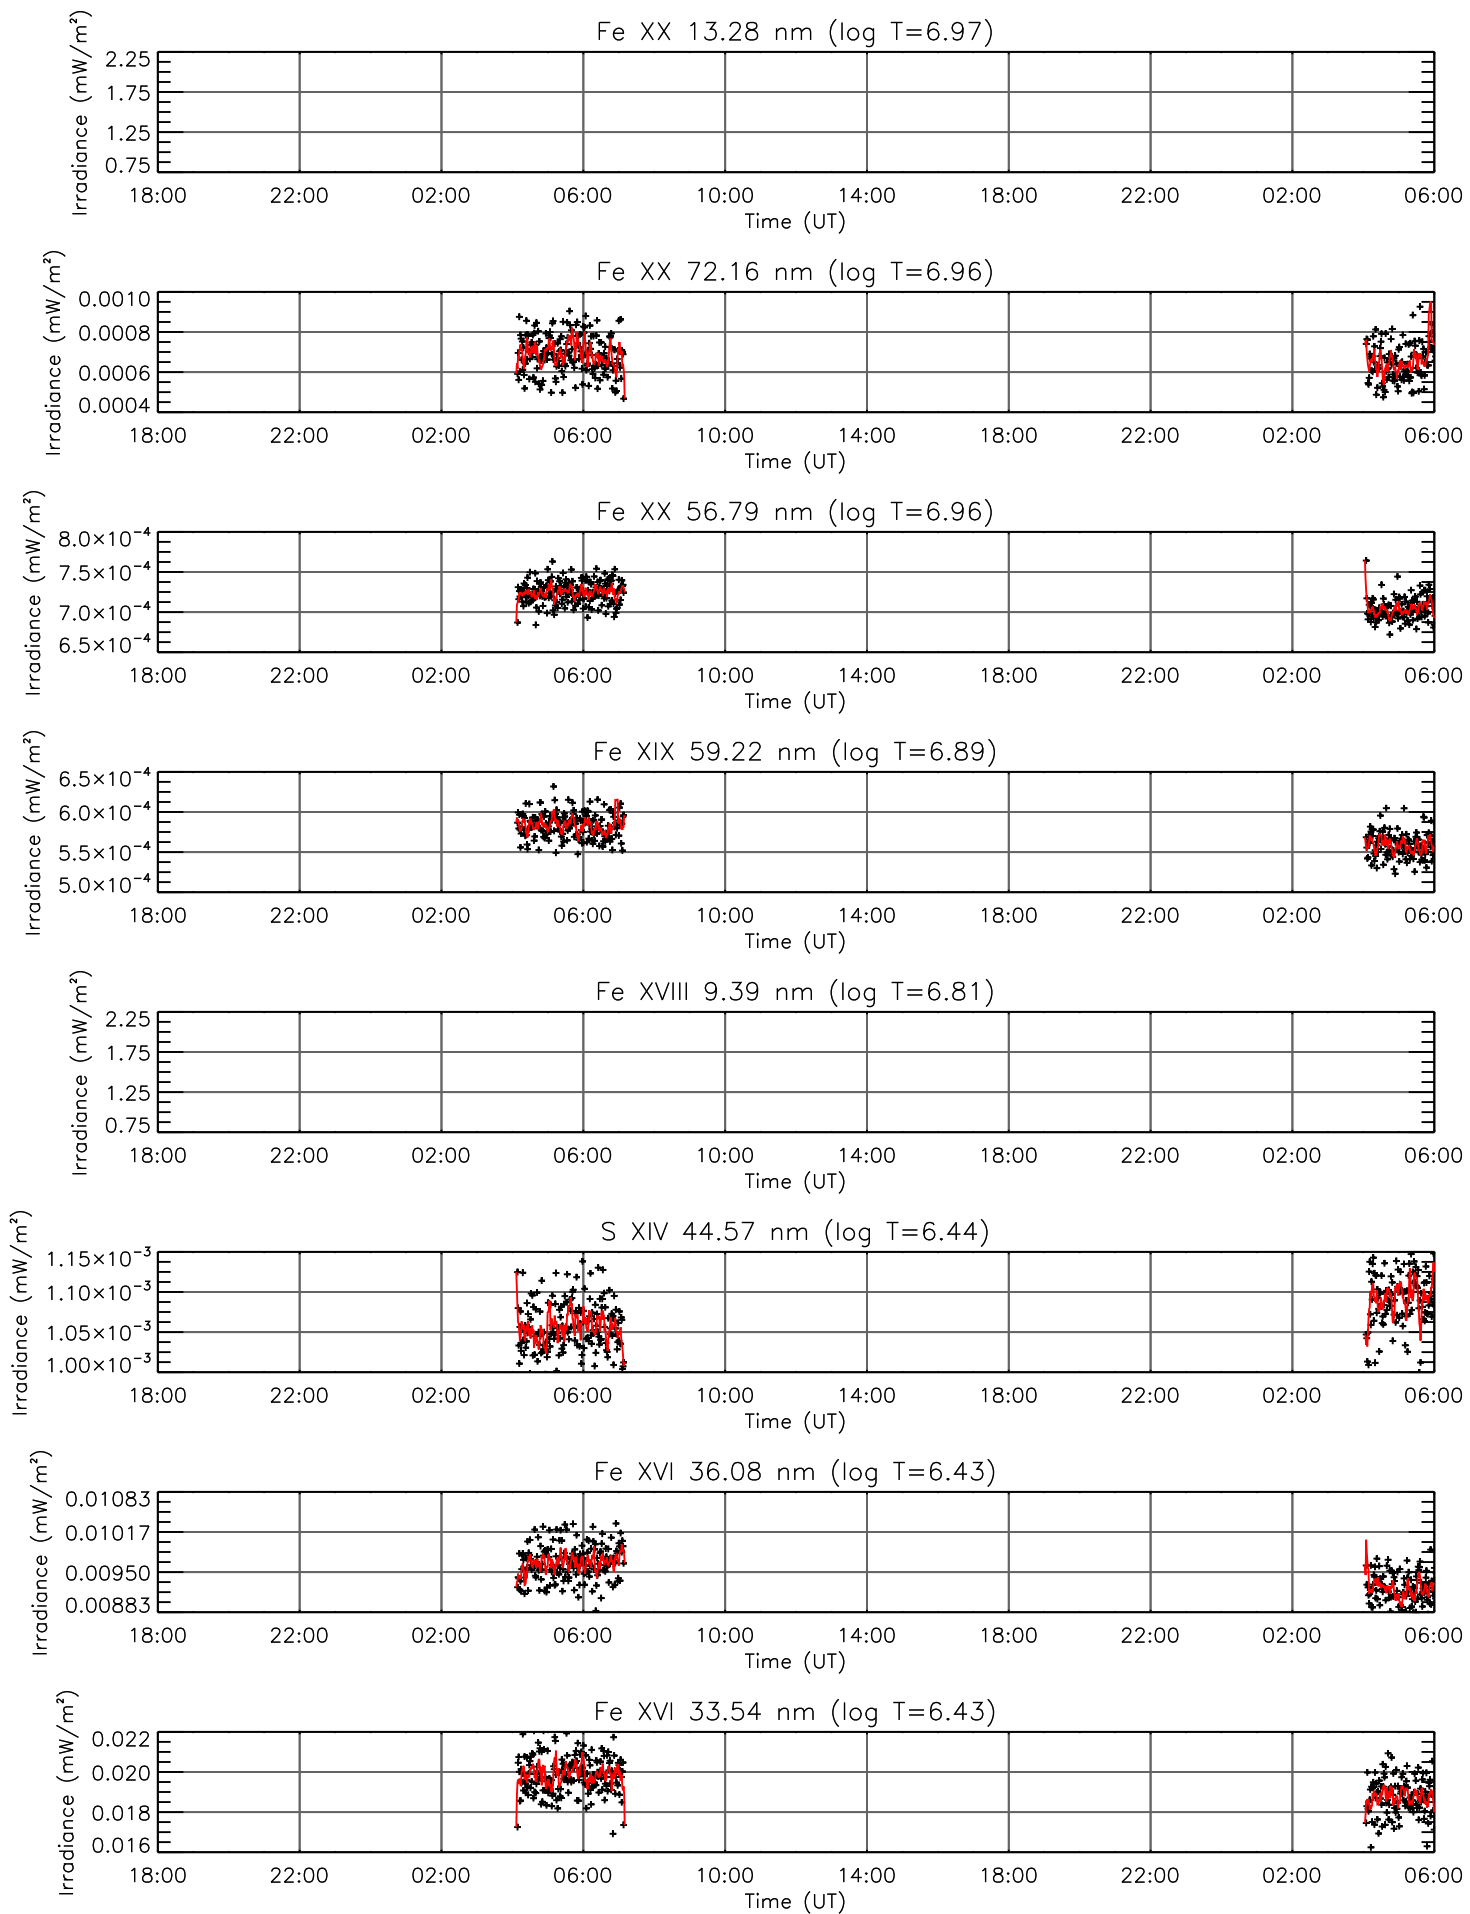 Fe XX 13.28 nm (log T=6.97)
Irradiance (mW/m²)
2.25
1.75
1.25
0.75
18:00 22:00 02:00 06:00 10:00 14:00 18:00 22:00 02:00 06:00
Time (UT)
Fe XX 72.16 nm (log T=6.96)
Irradiance (mW/m²)
0.0010
0.0008
0.0006
0.0004
18:00 22:00 02:00 06:00 10:00 14:00 18:00 22:00 02:00 06:00
Time (UT)
Fe XX 56.79 nm (log T=6.96)
Irradiance (mW/m²)
8.0×10⁻⁴
7.5×10⁻⁴
7.0×10⁻⁴
6.5×10⁻⁴
18:00 22:00 02:00 06:00 10:00 14:00 18:00 22:00 02:00 06:00
Time (UT)
Fe XIX 59.22 nm (log T=6.89)
Irradiance (mW/m²)
6.5×10⁻⁴
6.0×10⁻⁴
5.5×10⁻⁴
5.0×10⁻⁴
18:00 22:00 02:00 06:00 10:00 14:00 18:00 22:00 02:00 06:00
Time (UT)
Fe XVIII 9.39 nm (log T=6.81)
Irradiance (mW/m²)
2.25
1.75
1.25
0.75
18:00 22:00 02:00 06:00 10:00 14:00 18:00 22:00 02:00 06:00
Time (UT)
S XIV 44.57 nm (log T=6.44)
Irradiance (mW/m²)
1.15×10⁻³
1.10×10⁻³
1.05×10⁻³
1.00×10⁻³
18:00 22:00 02:00 06:00 10:00 14:00 18:00 22:00 02:00 06:00
Time (UT)
Fe XVI 36.08 nm (log T=6.43)
Irradiance (mW/m²)
0.01083
0.01017
0.00950
0.00883
18:00 22:00 02:00 06:00 10:00 14:00 18:00 22:00 02:00 06:00
Time (UT)
Fe XVI 33.54 nm (log T=6.43)
Irradiance (mW/m²)
0.022
0.020
0.018
0.016
18:00 22:00 02:00 06:00 10:00 14:00 18:00 22:00 02:00 06:00
Time (UT)